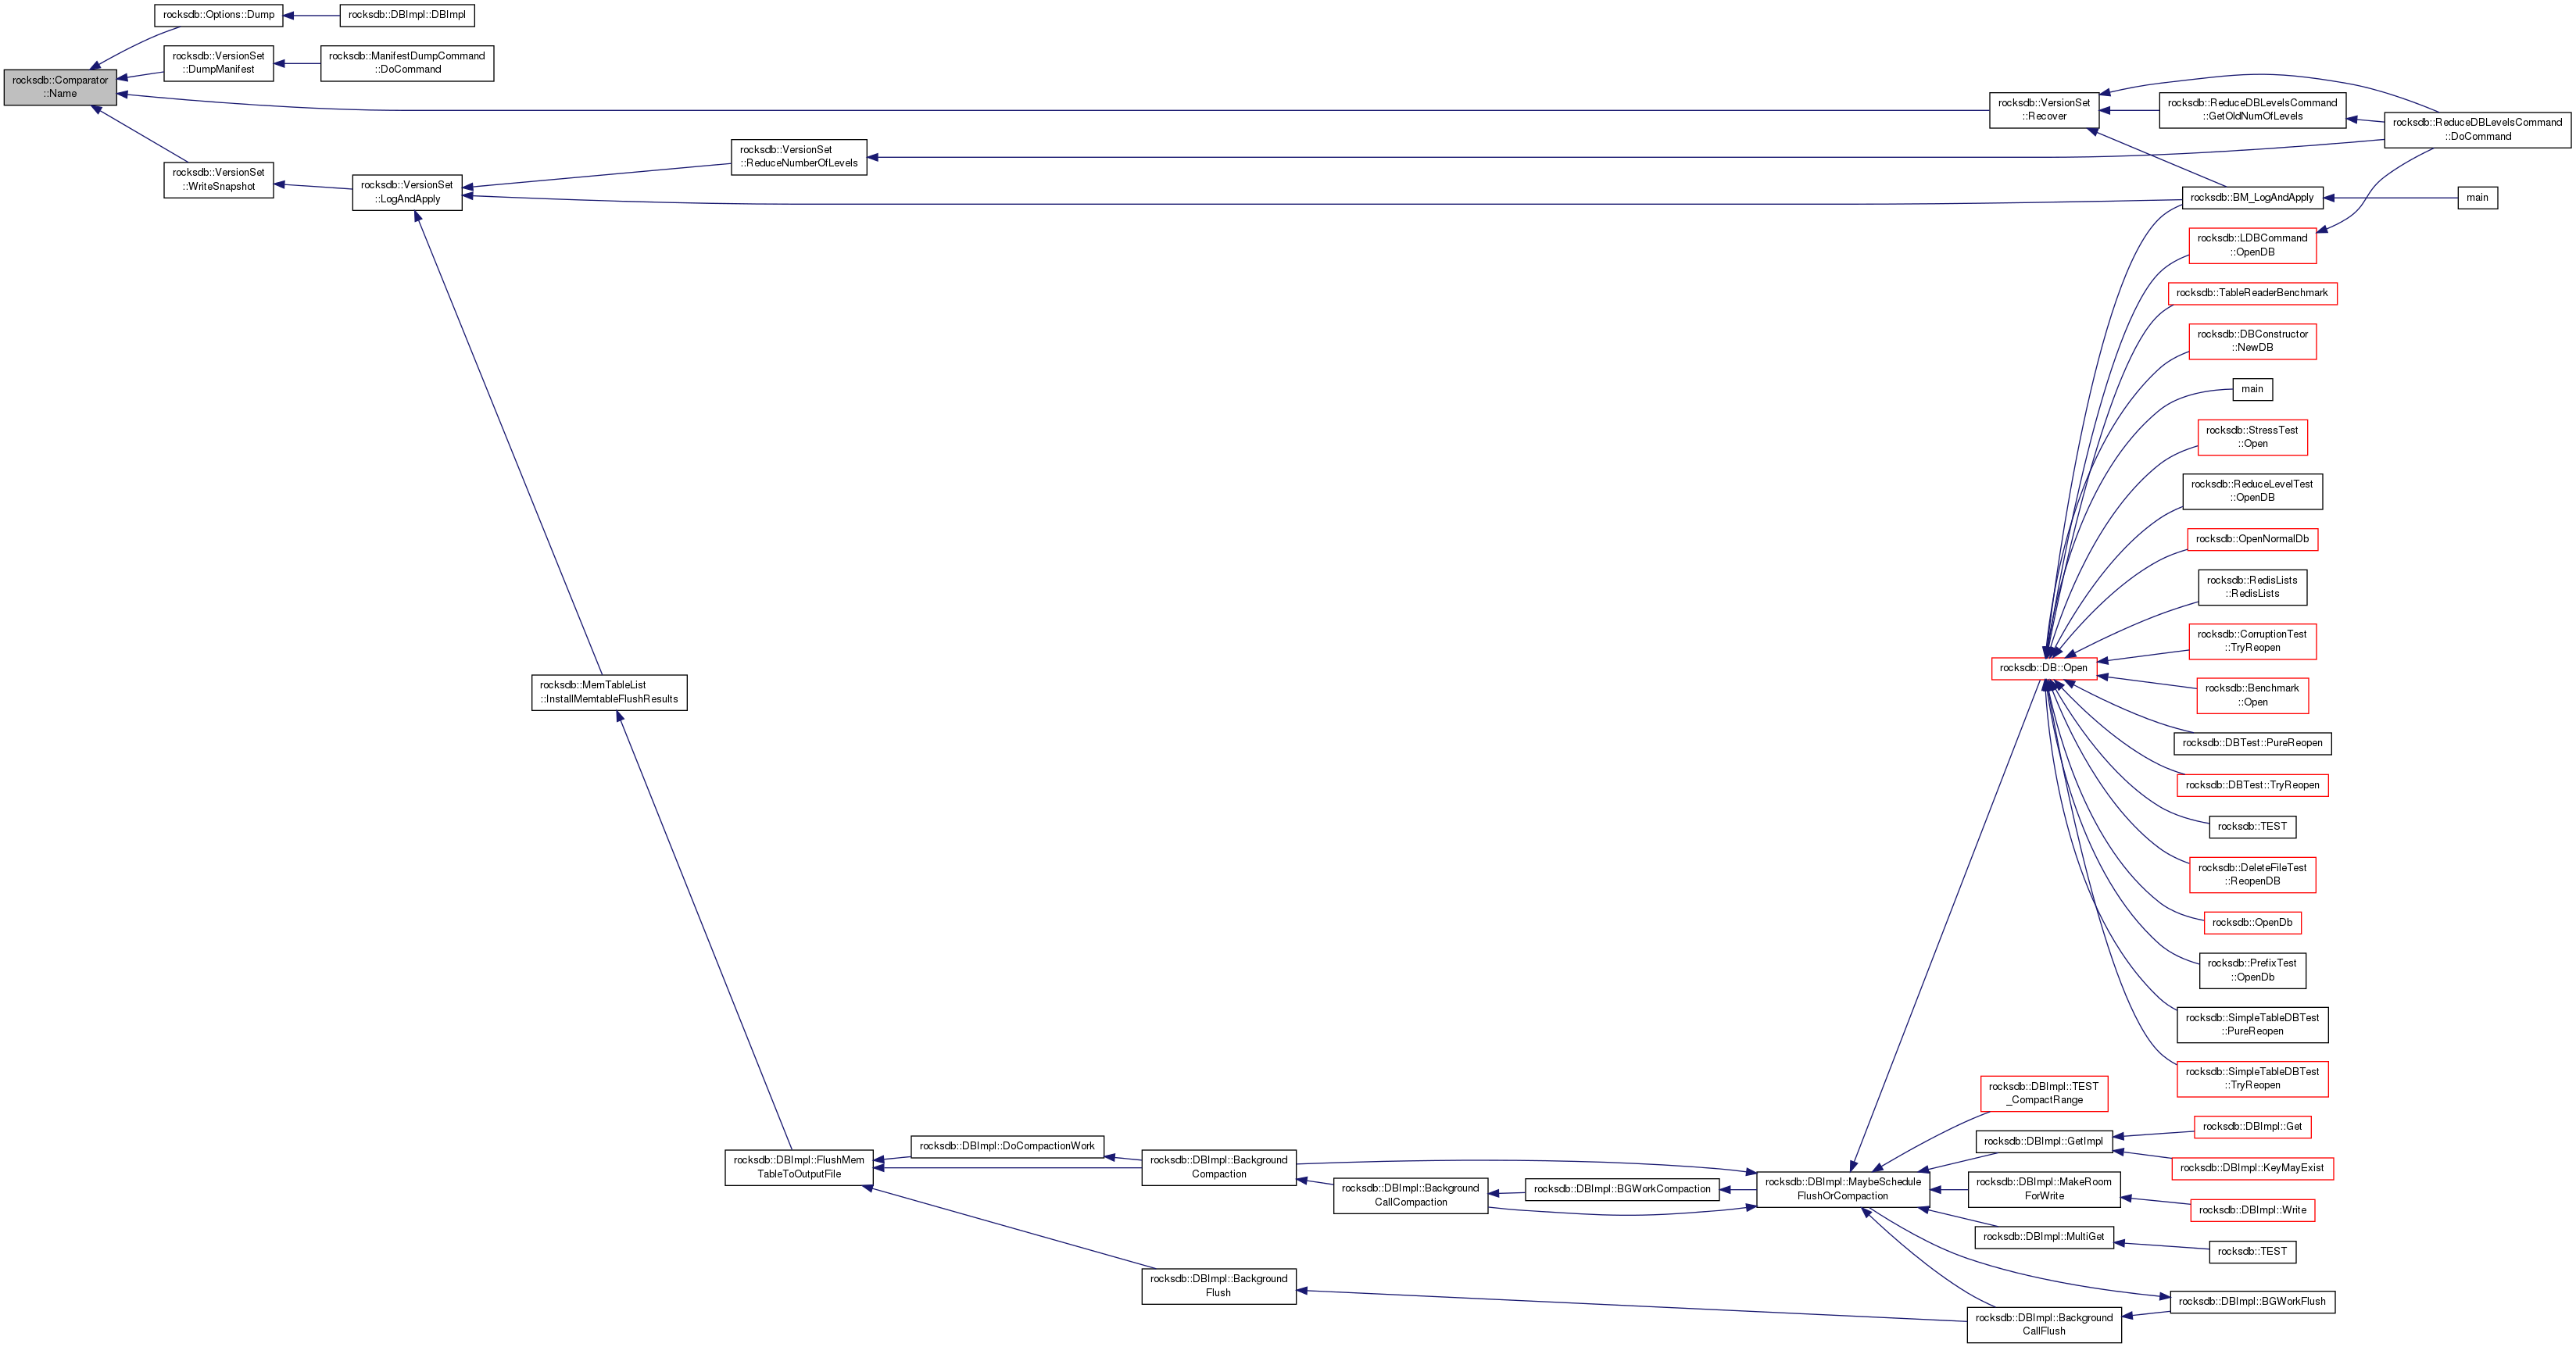 rocksdb::Options::Dump
rocksdb::DBImpl::DBImpl
rocksdb::VersionSet
::DumpManifest
rocksdb::ManifestDumpCommand
::DoCommand
rocksdb::Comparator
::Name
rocksdb::VersionSet
::Recover
rocksdb::ReduceDBLevelsCommand
::GetOldNumOfLevels
rocksdb::ReduceDBLevelsCommand
::DoCommand
rocksdb::VersionSet
::ReduceNumberOfLevels
rocksdb::VersionSet
::WriteSnapshot
rocksdb::VersionSet
::LogAndApply
rocksdb::BM_LogAndApply
main
rocksdb::LDBCommand
::OpenDB
rocksdb::TableReaderBenchmark
rocksdb::DBConstructor
::NewDB
main
rocksdb::StressTest
::Open
rocksdb::ReduceLevelTest
::OpenDB
rocksdb::OpenNormalDb
rocksdb::RedisLists
::RedisLists
rocksdb::CorruptionTest
::TryReopen
rocksdb::DB::Open
rocksdb::MemTableList
::InstallMemtableFlushResults
rocksdb::Benchmark
::Open
rocksdb::DBTest::PureReopen
rocksdb::DBTest::TryReopen
rocksdb::TEST
rocksdb::DeleteFileTest
::ReopenDB
rocksdb::OpenDb
rocksdb::PrefixTest
::OpenDb
rocksdb::SimpleTableDBTest
::PureReopen
rocksdb::SimpleTableDBTest
::TryReopen
rocksdb::DBImpl::TEST
_CompactRange
rocksdb::DBImpl::Get
rocksdb::DBImpl::GetImpl
rocksdb::DBImpl::KeyMayExist
rocksdb::DBImpl::FlushMem
TableToOutputFile
rocksdb::DBImpl::DoCompactionWork
rocksdb::DBImpl::Background
Compaction
rocksdb::DBImpl::Background
CallCompaction
rocksdb::DBImpl::BGWorkCompaction
rocksdb::DBImpl::MaybeSchedule
FlushOrCompaction
rocksdb::DBImpl::MakeRoom
ForWrite
rocksdb::DBImpl::Write
rocksdb::DBImpl::MultiGet
rocksdb::TEST
rocksdb::DBImpl::Background
Flush
rocksdb::DBImpl::BGWorkFlush
rocksdb::DBImpl::Background
CallFlush